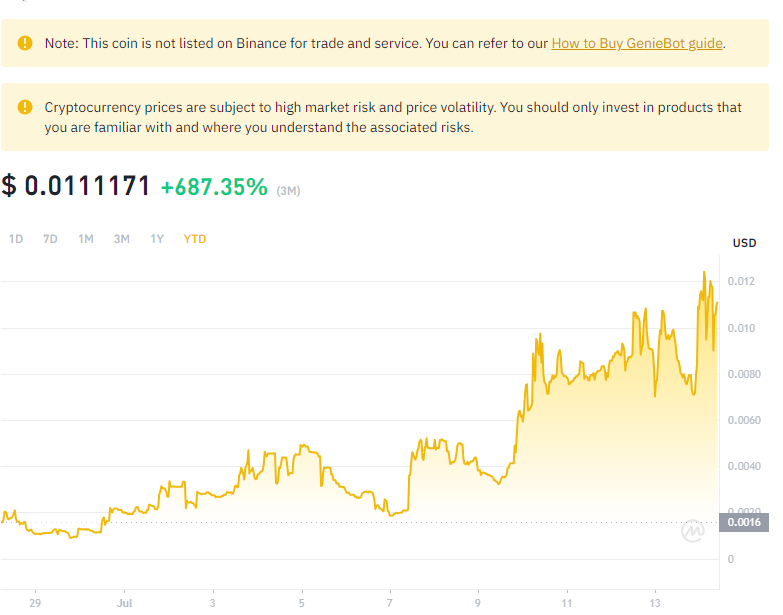 Note: This coin is not listed on Binance for trade and service. You can refer to our How to Buy GenieBot guide.
Cryptocurrency prices are subject to high market risk and price volatility. You should only invest in products that
you are familiar with and where you understand the associated risks.
$ 0.0111171 +687.35% (3M)
1D 7D 1M 3M 1Y YTD
USD
0.012
0.010
0.0080
0.0060
0.0040
0.0020
0.0016
0
29 Jul 3 5 7 9 11 13